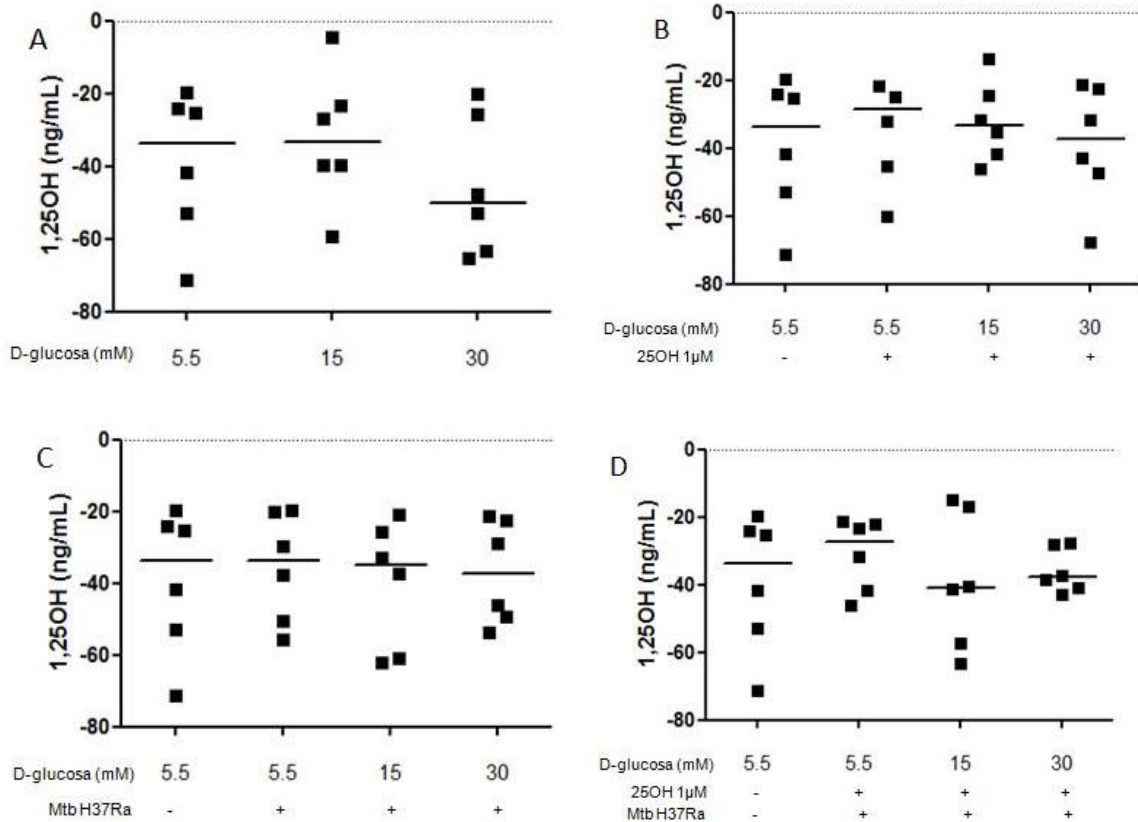 A
1,25OH (ng/mL)
-0
-20
-40
-60
-80
D-glucosa (mM) 5.5 15 30
B
1,25OH (ng/mL)
0
-20
-40
-60
-80
D-glucosa (mM) 5.5 5.5 15 30
25OH 1µM - + + +
C
1,25OH (ng/mL)
0
-20
-40
-60
-80
D-glucosa (mM) 5.5 5.5 15 30
Mtb H37Ra - + + +
D
1,25OH (ng/mL)
0
-20
-40
-60
-80
D-glucosa (mM) 5.5 5.5 15 30
25OH 1µM - + + +
Mtb H37Ra - + + +